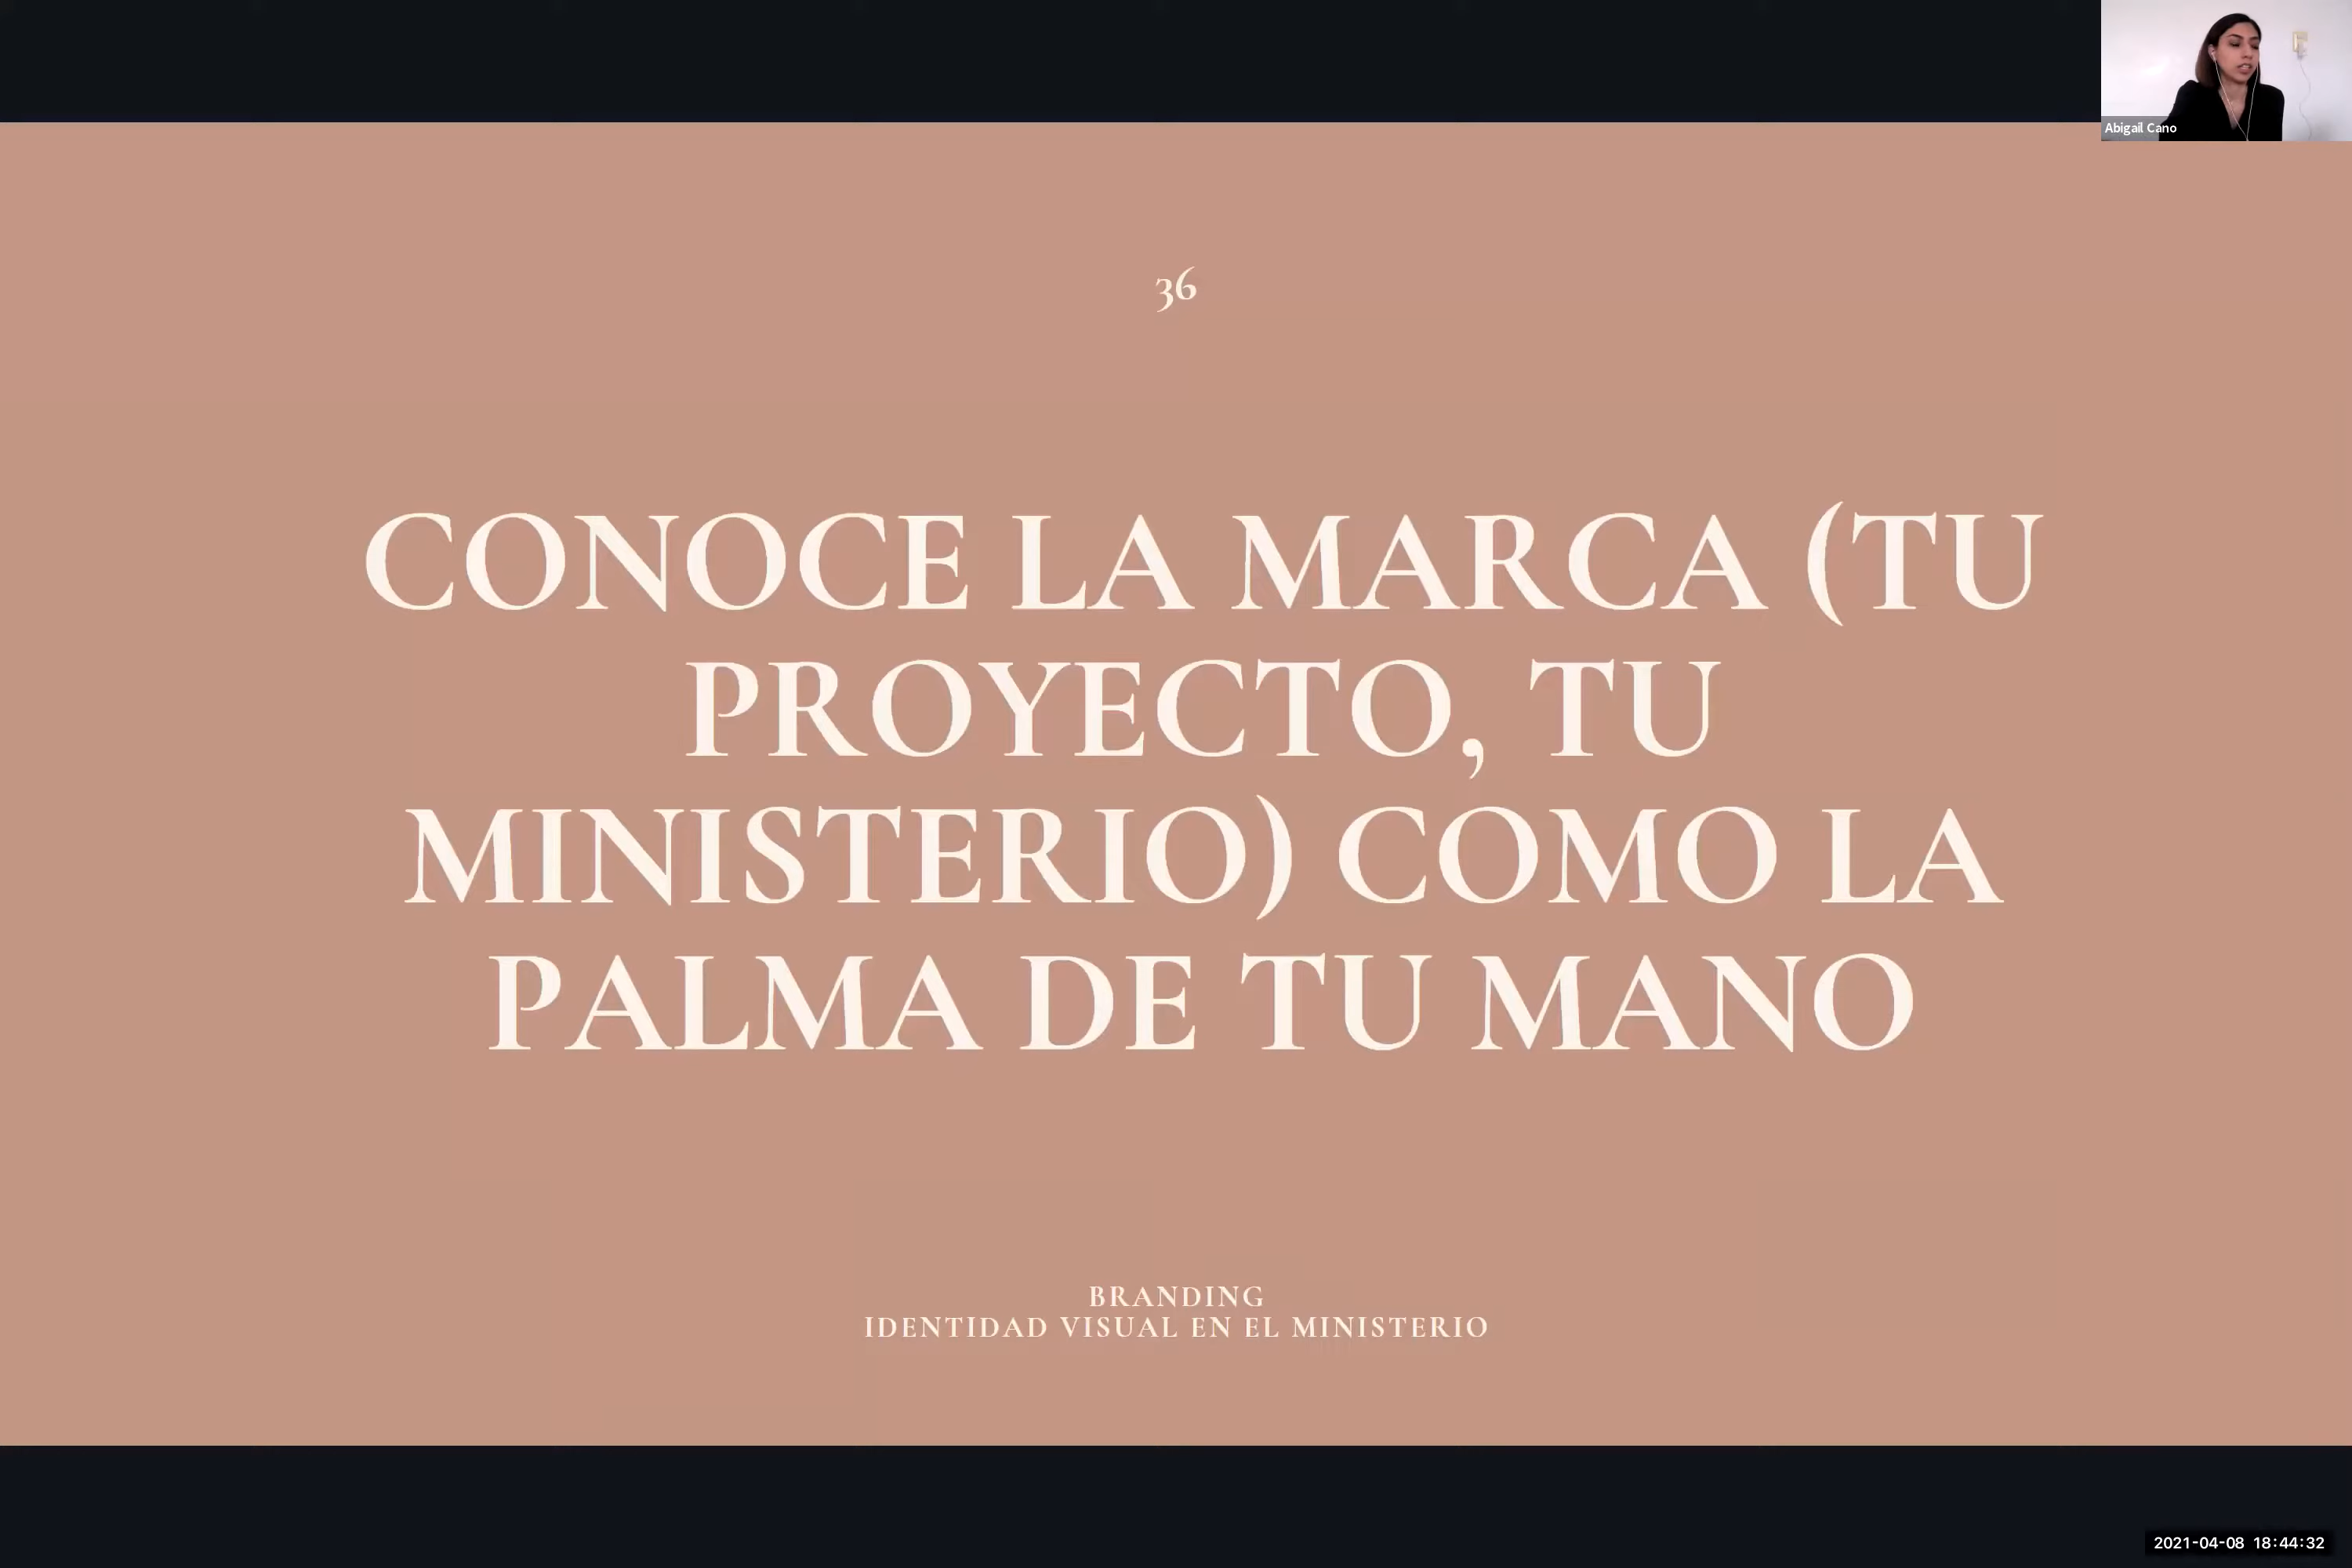 Abigail Cano
36
CONOCE LA MARCA (TU
PROYECTO, TU
MINISTERIO) COMO LA
PALMA DE TU MANO
BRANDING
IDENTIDAD VISUAL EN EL MINISTERIO
2021-04-08 18:44:32